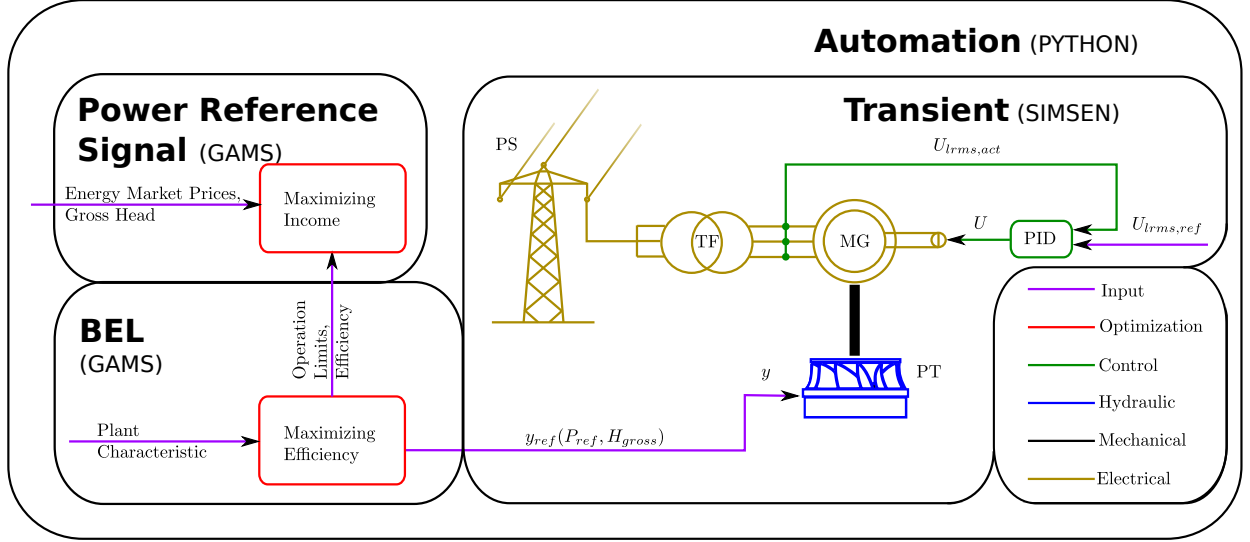 Automation (PYTHON)
Power Reference
Signal (GAMS)
Energy Market Prices,
Gross Head
Maximizing
Income
Operation
Limits,
Efficiency
BEL
(GAMS)
Plant
Characteristic
Maximizing
Efficiency
y_{ref}(P_{ref}, H_{gross})
Transient (SIMSEN)
PS
U_{lrms,act}
TF
MG
U
PID
U_{lrms,ref}
y
PT
Input
Optimization
Control
Hydraulic
Mechanical
Electrical